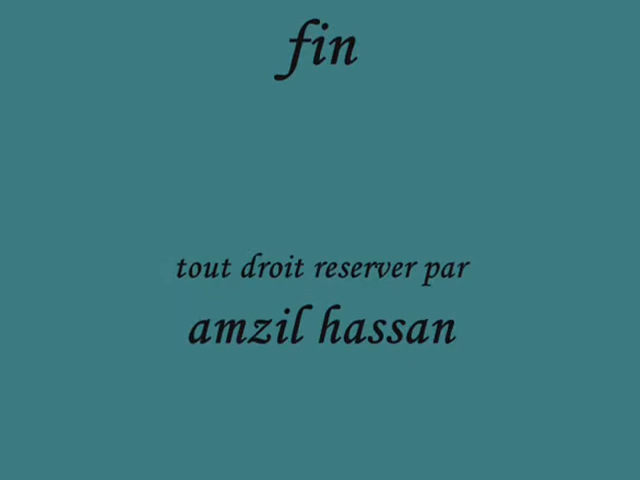 fin
tout droit reserver par
amzil hassan